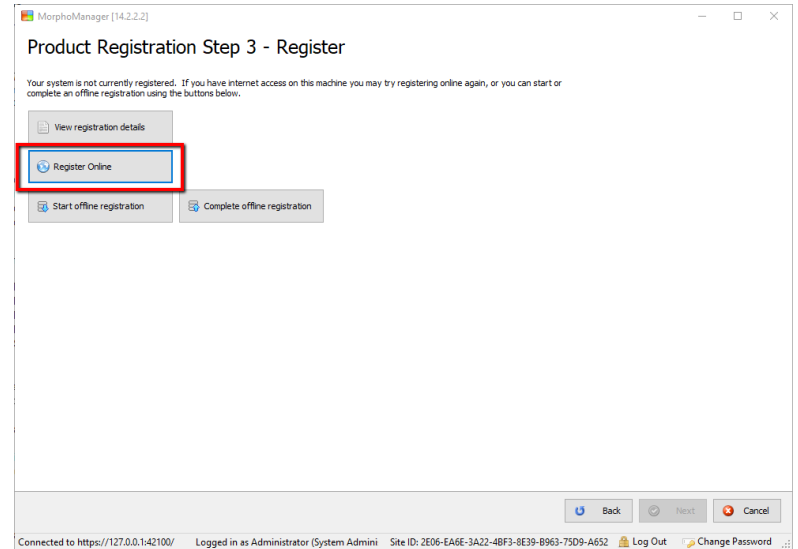 MorphoManager [14.2.2.2]
Product Registration Step 3 - Register
Your system is not currently registered. If you have internet access on this machine you may try registering online again, or you can start or
complete an offline registration using the buttons below.
View registration details
Register Online
Start offline registration Complete offline registration
Back Next Cancel
Connected to https://127.0.0.1:42100/ Logged in as Administrator (System Admini Site ID: 2E06-EA6E-3A22-4BF3-8E39-B963-75D9-A652 Log Out Change Password